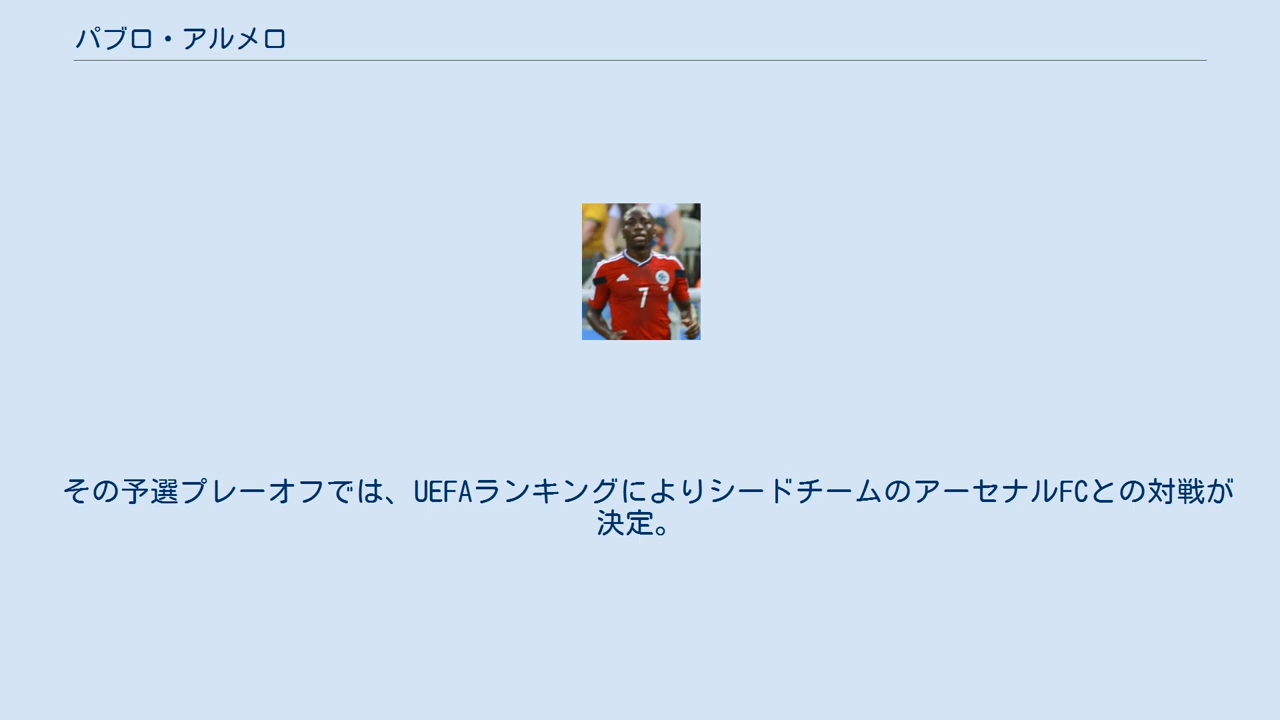 パブロ・アルメロ
7
その予選プレーオフでは、UEFAランキングによりシードチームのアーセナルFCとの対戦が
決定。